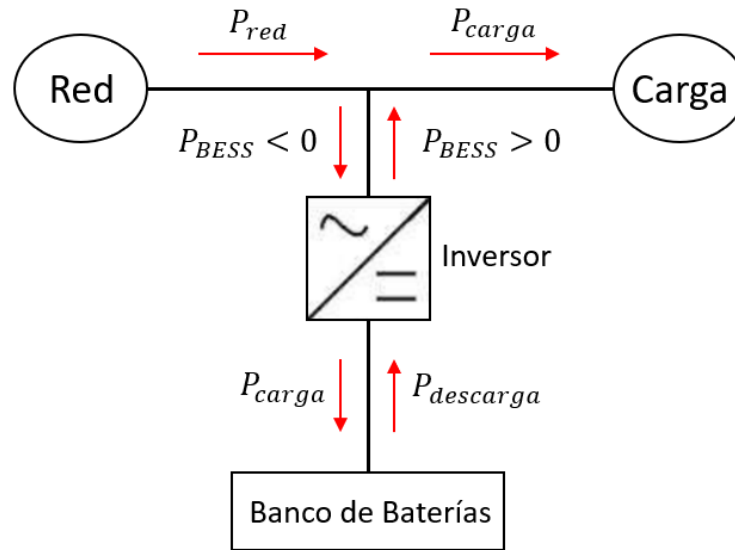 P_red
P_carga
Red
Carga
P_BESS < 0
P_BESS > 0
Inversor
P_carga
P_descarga
Banco de Baterías